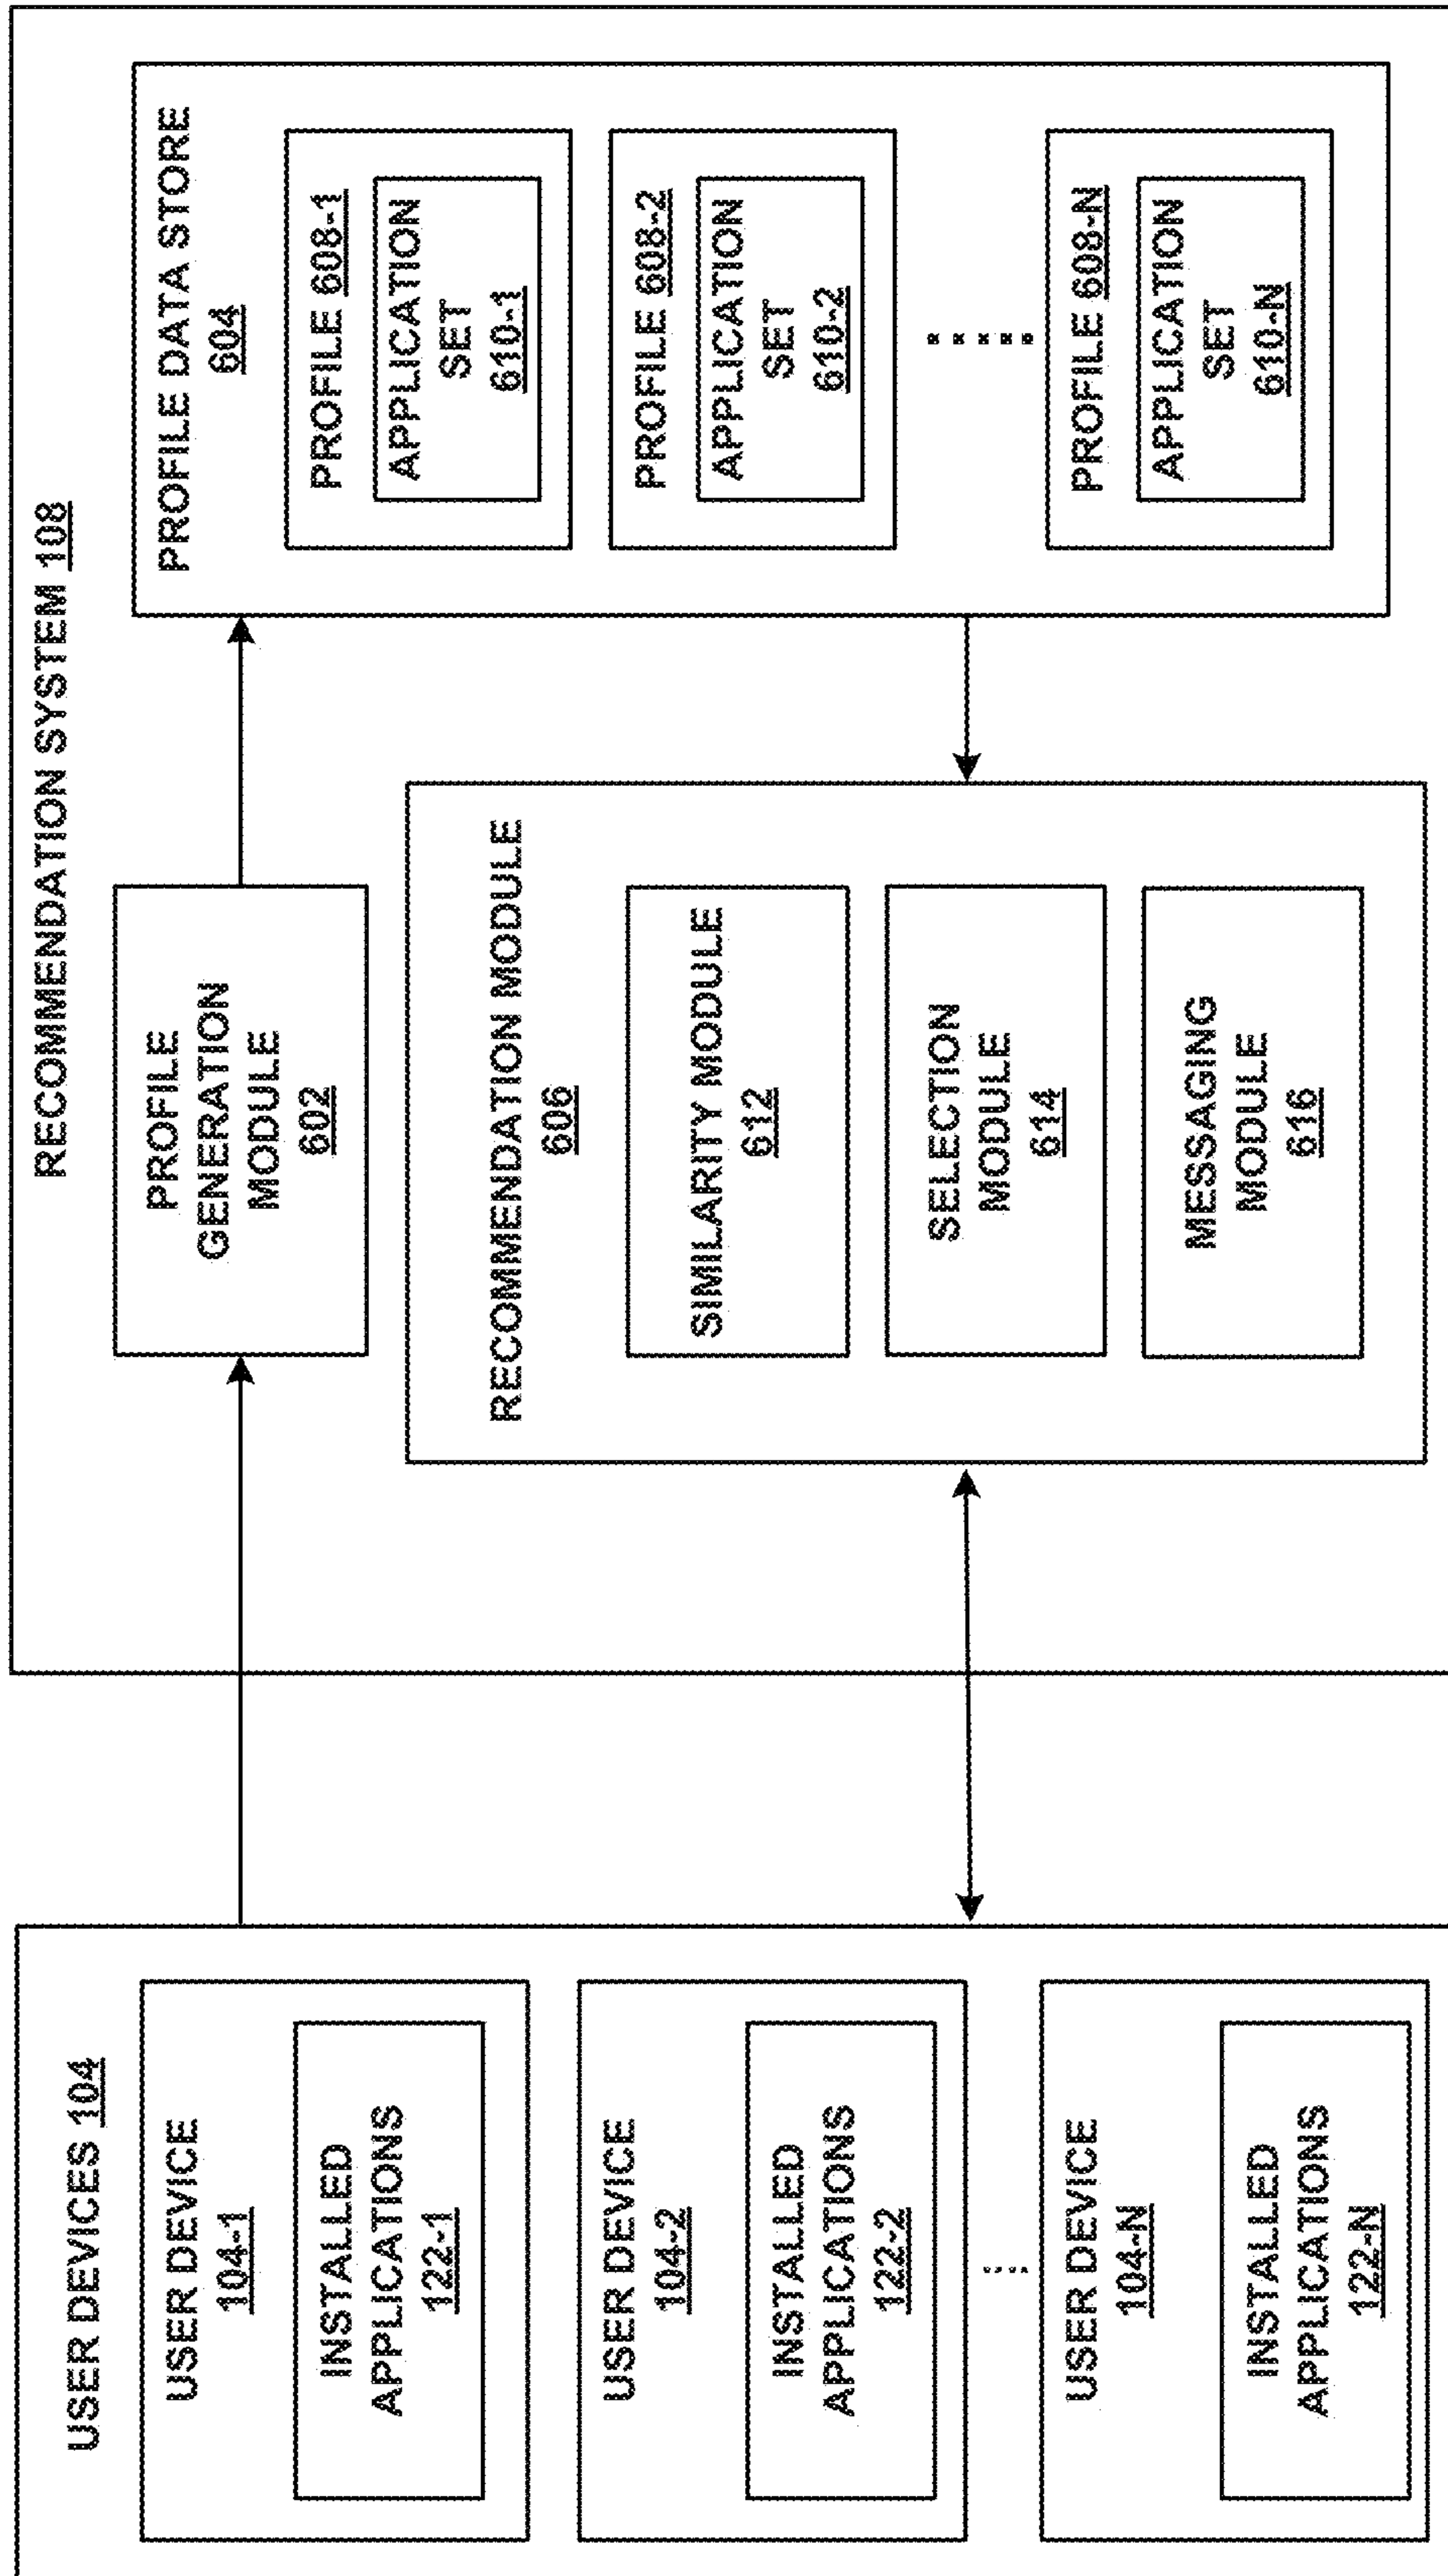 USER DEVICES 104
USER DEVICE
104-1
INSTALLED
APPLICATIONS
122-1
USER DEVICE
104-2
INSTALLED
APPLICATIONS
122-2
USER DEVICE
104-N
INSTALLED
APPLICATIONS
122-N
RECOMMENDATION SYSTEM 108
PROFILE
GENERATION
MODULE
602
RECOMMENDATION MODULE
606
SIMILARITY MODULE
612
SELECTION
MODULE
614
MESSAGING
MODULE
616
PROFILE DATA STORE
604
PROFILE 608-1
APPLICATION
SET
610-1
PROFILE 608-2
APPLICATION
SET
610-2
PROFILE 608-N
APPLICATION
SET
610-N